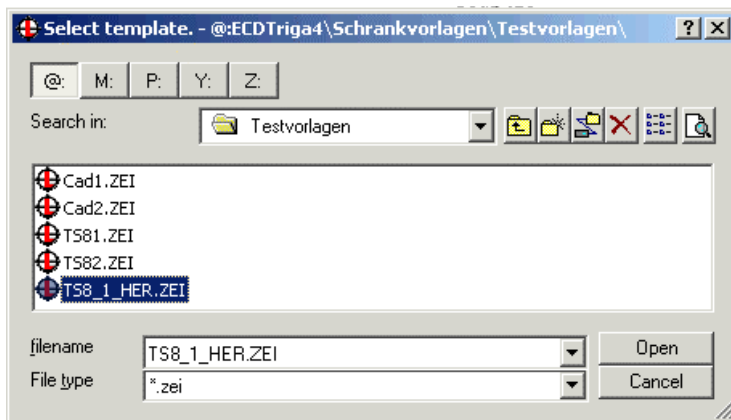 Select template. - @:ECDTriga4\Schrankvorlagen\Testvorlagen\
@: M: P: Y: Z:
Search in: Testvorlagen
Cad1.ZEI
Cad2.ZEI
TS81.ZEI
TS82.ZEI
TS8_1_HER.ZEI
filename TS8_1_HER.ZEI Open
File type *.zei Cancel